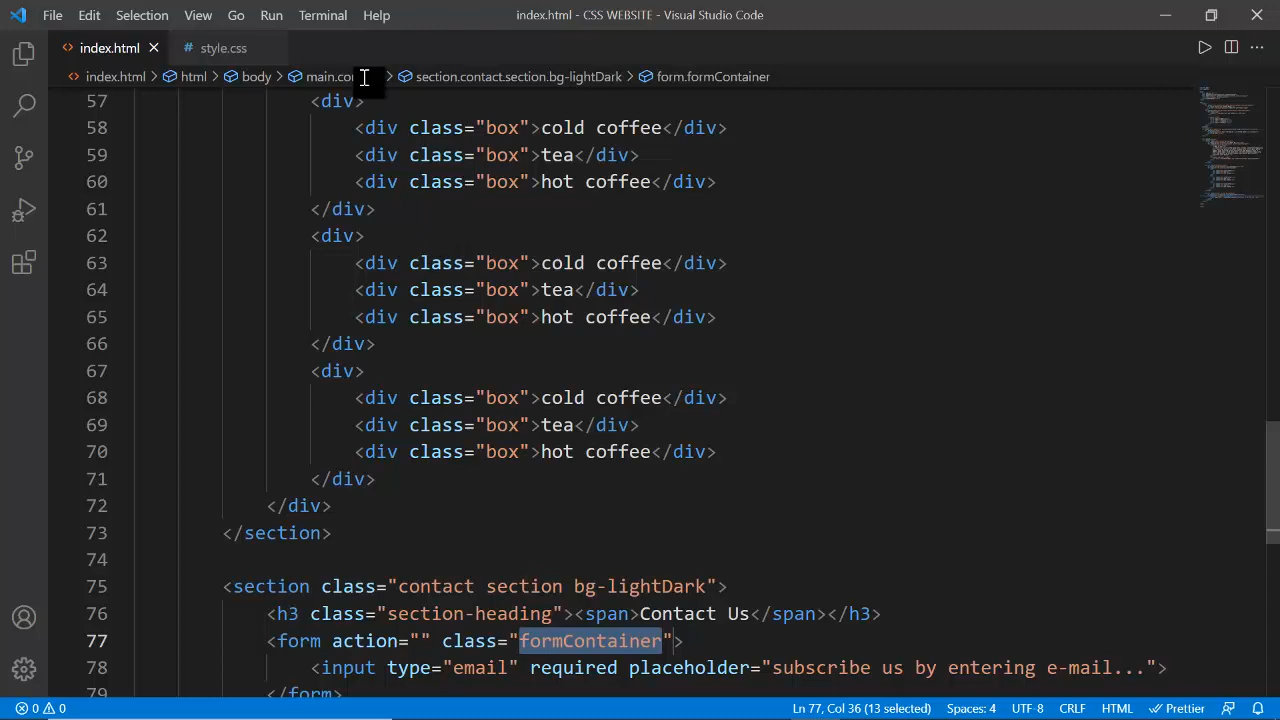 File Edit Selection View Go Run Terminal Help index.html - CSS WEBSITE - Visual Studio Code
<> index.html # style.css
<> index.html > html > body > section.contact.section.bg-lightDark > form.formContainer
57 <div>
58 <div class="box">cold coffee</div>
59 <div class="box">tea</div>
60 <div class="box">hot coffee</div>
61 </div>
62 <div>
63 <div class="box">cold coffee</div>
64 <div class="box">tea</div>
65 <div class="box">hot coffee</div>
66 </div>
67 <div>
68 <div class="box">cold coffee</div>
69 <div class="box">tea</div>
70 <div class="box">hot coffee</div>
71 </div>
72 </div>
73 </section>
74
75 <section class="contact section bg-lightDark">
76 <h3 class="section-heading"><span>Contact Us</span></h3>
77 <form action="" class="formContainer">
78 <input type="email" required placeholder="subscribe us by entering e-mail...">
79 </form>
0 0 Ln 77, Col 36 (13 selected) Spaces: 4 UTF-8 CRLF HTML Prettier